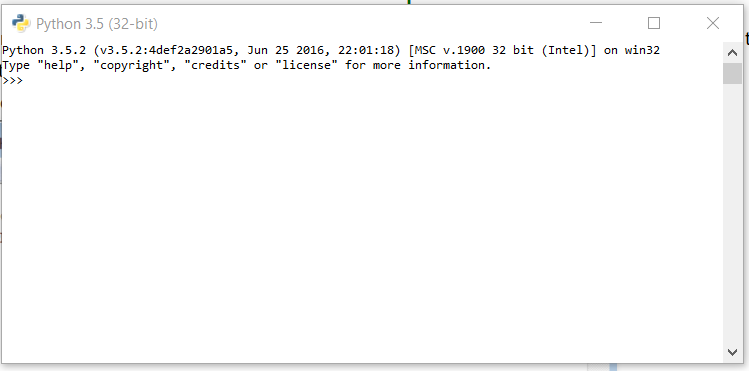 Python 3.5 (32-bit)
Python 3.5.2 (v3.5.2:4def2a2901a5, Jun 25 2016, 22:01:18) [MSC v.1900 32 bit (Intel)] on win32
Type "help", "copyright", "credits" or "license" for more information.
>>>